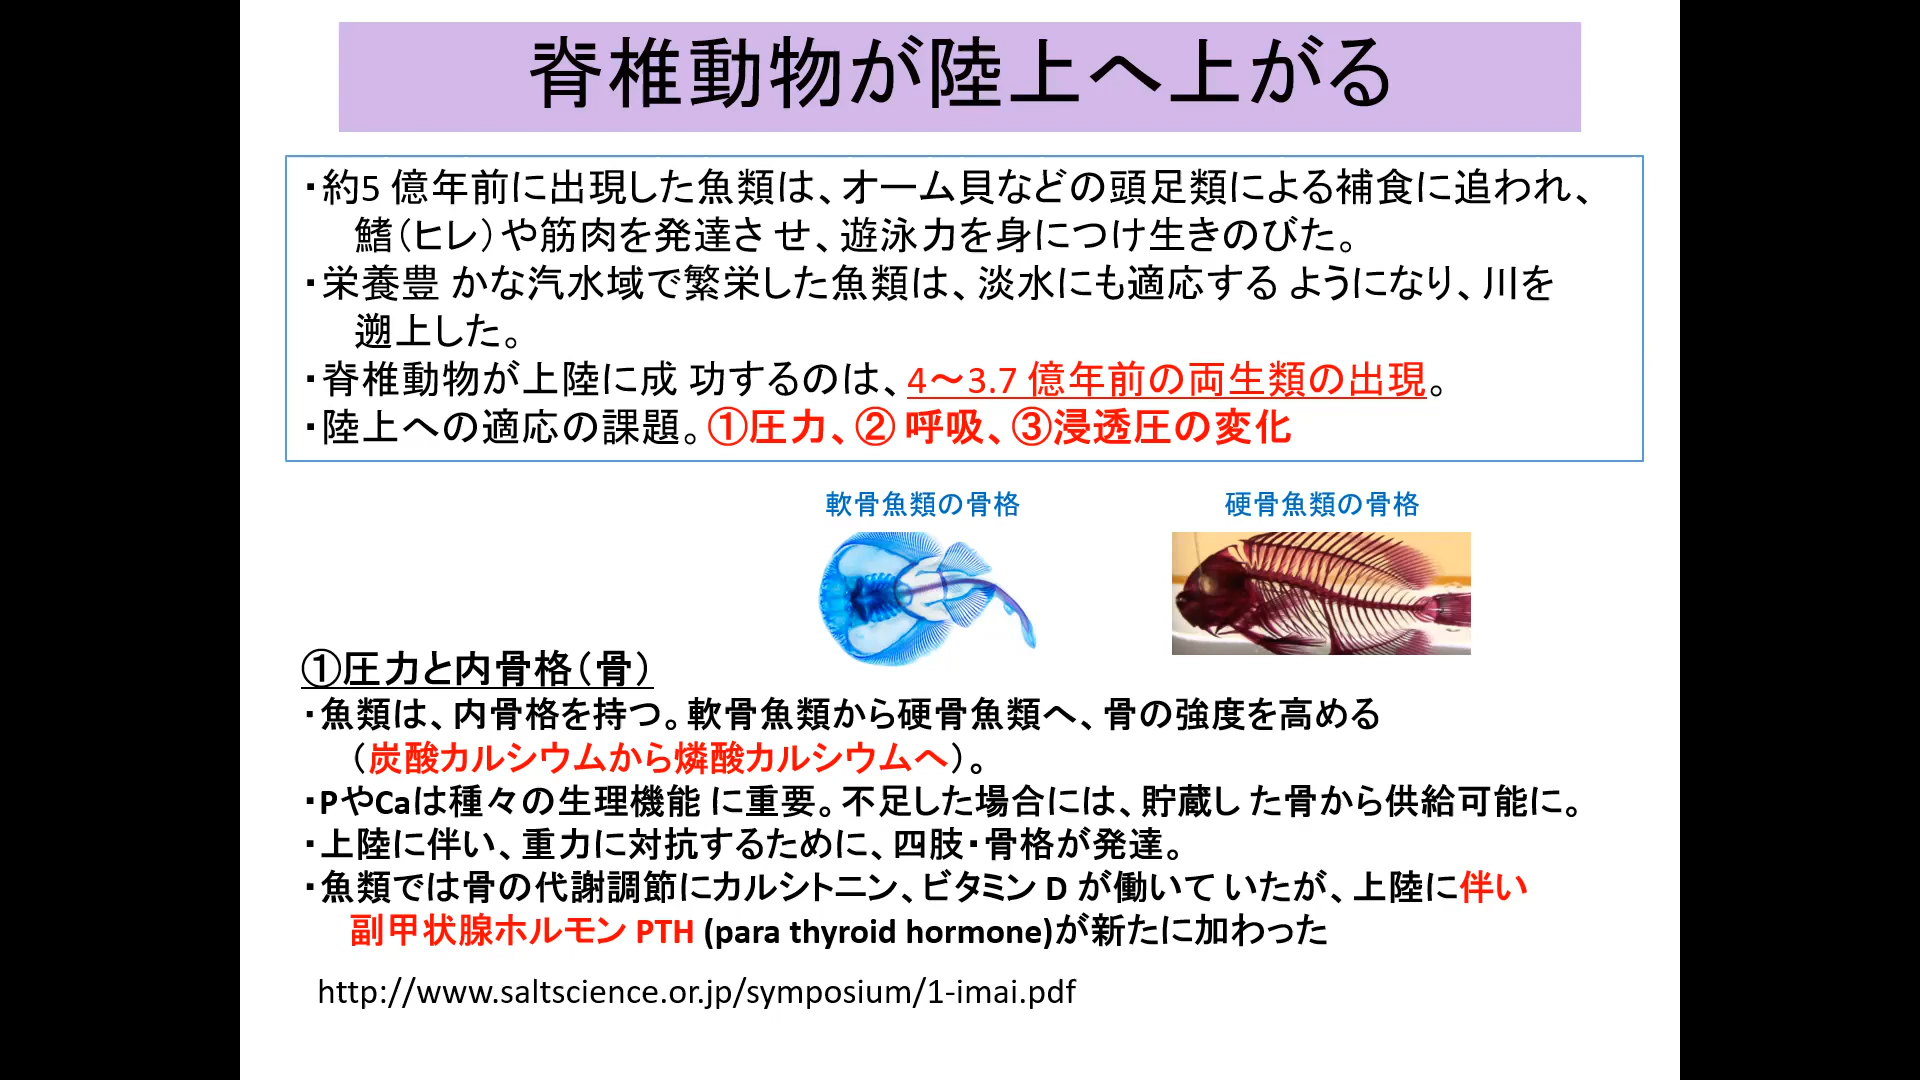 脊椎動物が陸上へ上がる
・約5 億年前に出現した魚類は、オーム貝などの頭足類による補食に追われ、
鰭（ヒレ）や筋肉を発達さ せ、遊泳力を身につけ生きのびた。
・栄養豊 かな汽水域で繁栄した魚類は、淡水にも適応する ようになり、川を
遡上した。
・脊椎動物が上陸に成 功するのは、4～3.7 億年前の両生類の出現。
・陸上への適応の課題。①圧力、② 呼吸、③浸透圧の変化
軟骨魚類の骨格
硬骨魚類の骨格
①圧力と内骨格（骨）
・魚類は、内骨格を持つ。軟骨魚類から硬骨魚類へ、骨の強度を高める
（炭酸カルシウムから燐酸カルシウムへ）。
・PやCaは種々の生理機能 に重要。不足した場合には、貯蔵し た骨から供給可能に。
・上陸に伴い、重力に対抗するために、四肢・骨格が発達。
・魚類では骨の代謝調節にカルシトニン、ビタミン D が働いて いたが、上陸に伴い
副甲状腺ホルモン PTH (para thyroid hormone)が新たに加わった
http://www.saltscience.or.jp/symposium/1-imai.pdf